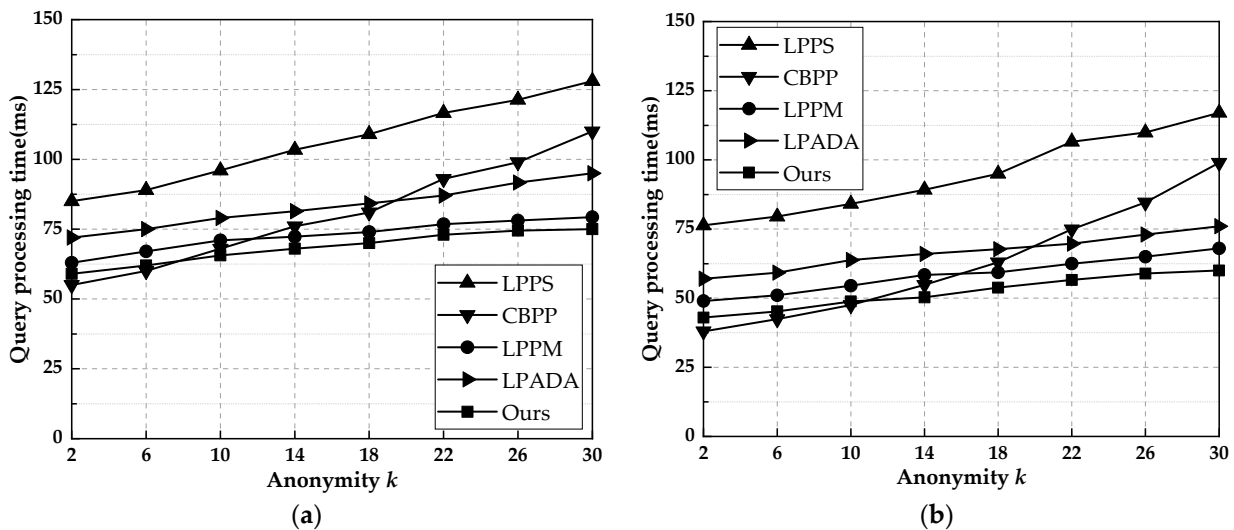 150
125
100
75
50
25
0
Query processing time(ms)
LPPS
CBPP
LPPM
LPADA
Ours
2 6 10 14 18 22 26 30
Anonymity k
(a)
150
125
100
75
50
25
0
Query processing time(ms)
LPPS
CBPP
LPPM
LPADA
Ours
2 6 10 14 18 22 26 30
Anonymity k
(b)